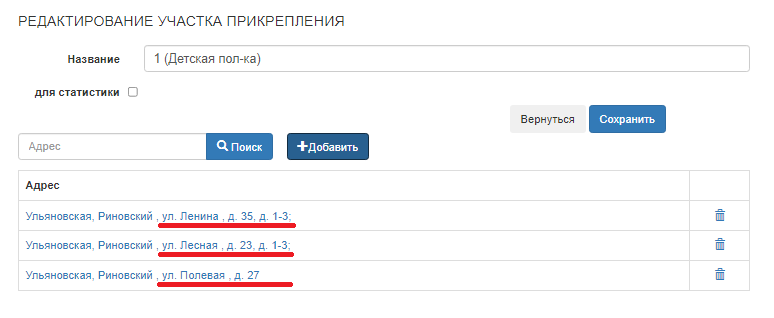 РЕДАКТИРОВАНИЕ УЧАСТКА ПРИКРЕПЛЕНИЯ
Название 1 (Детская пол-ка)
для статистики
Вернуться Сохранить
Адрес Поиск Добавить
Адрес
Ульяновская, Риновский , ул. Ленина , д. 35, д. 1-3;
Ульяновская, Риновский , ул. Лесная , д. 23, д. 1-3;
Ульяновская, Риновский , ул. Полевая , д. 27